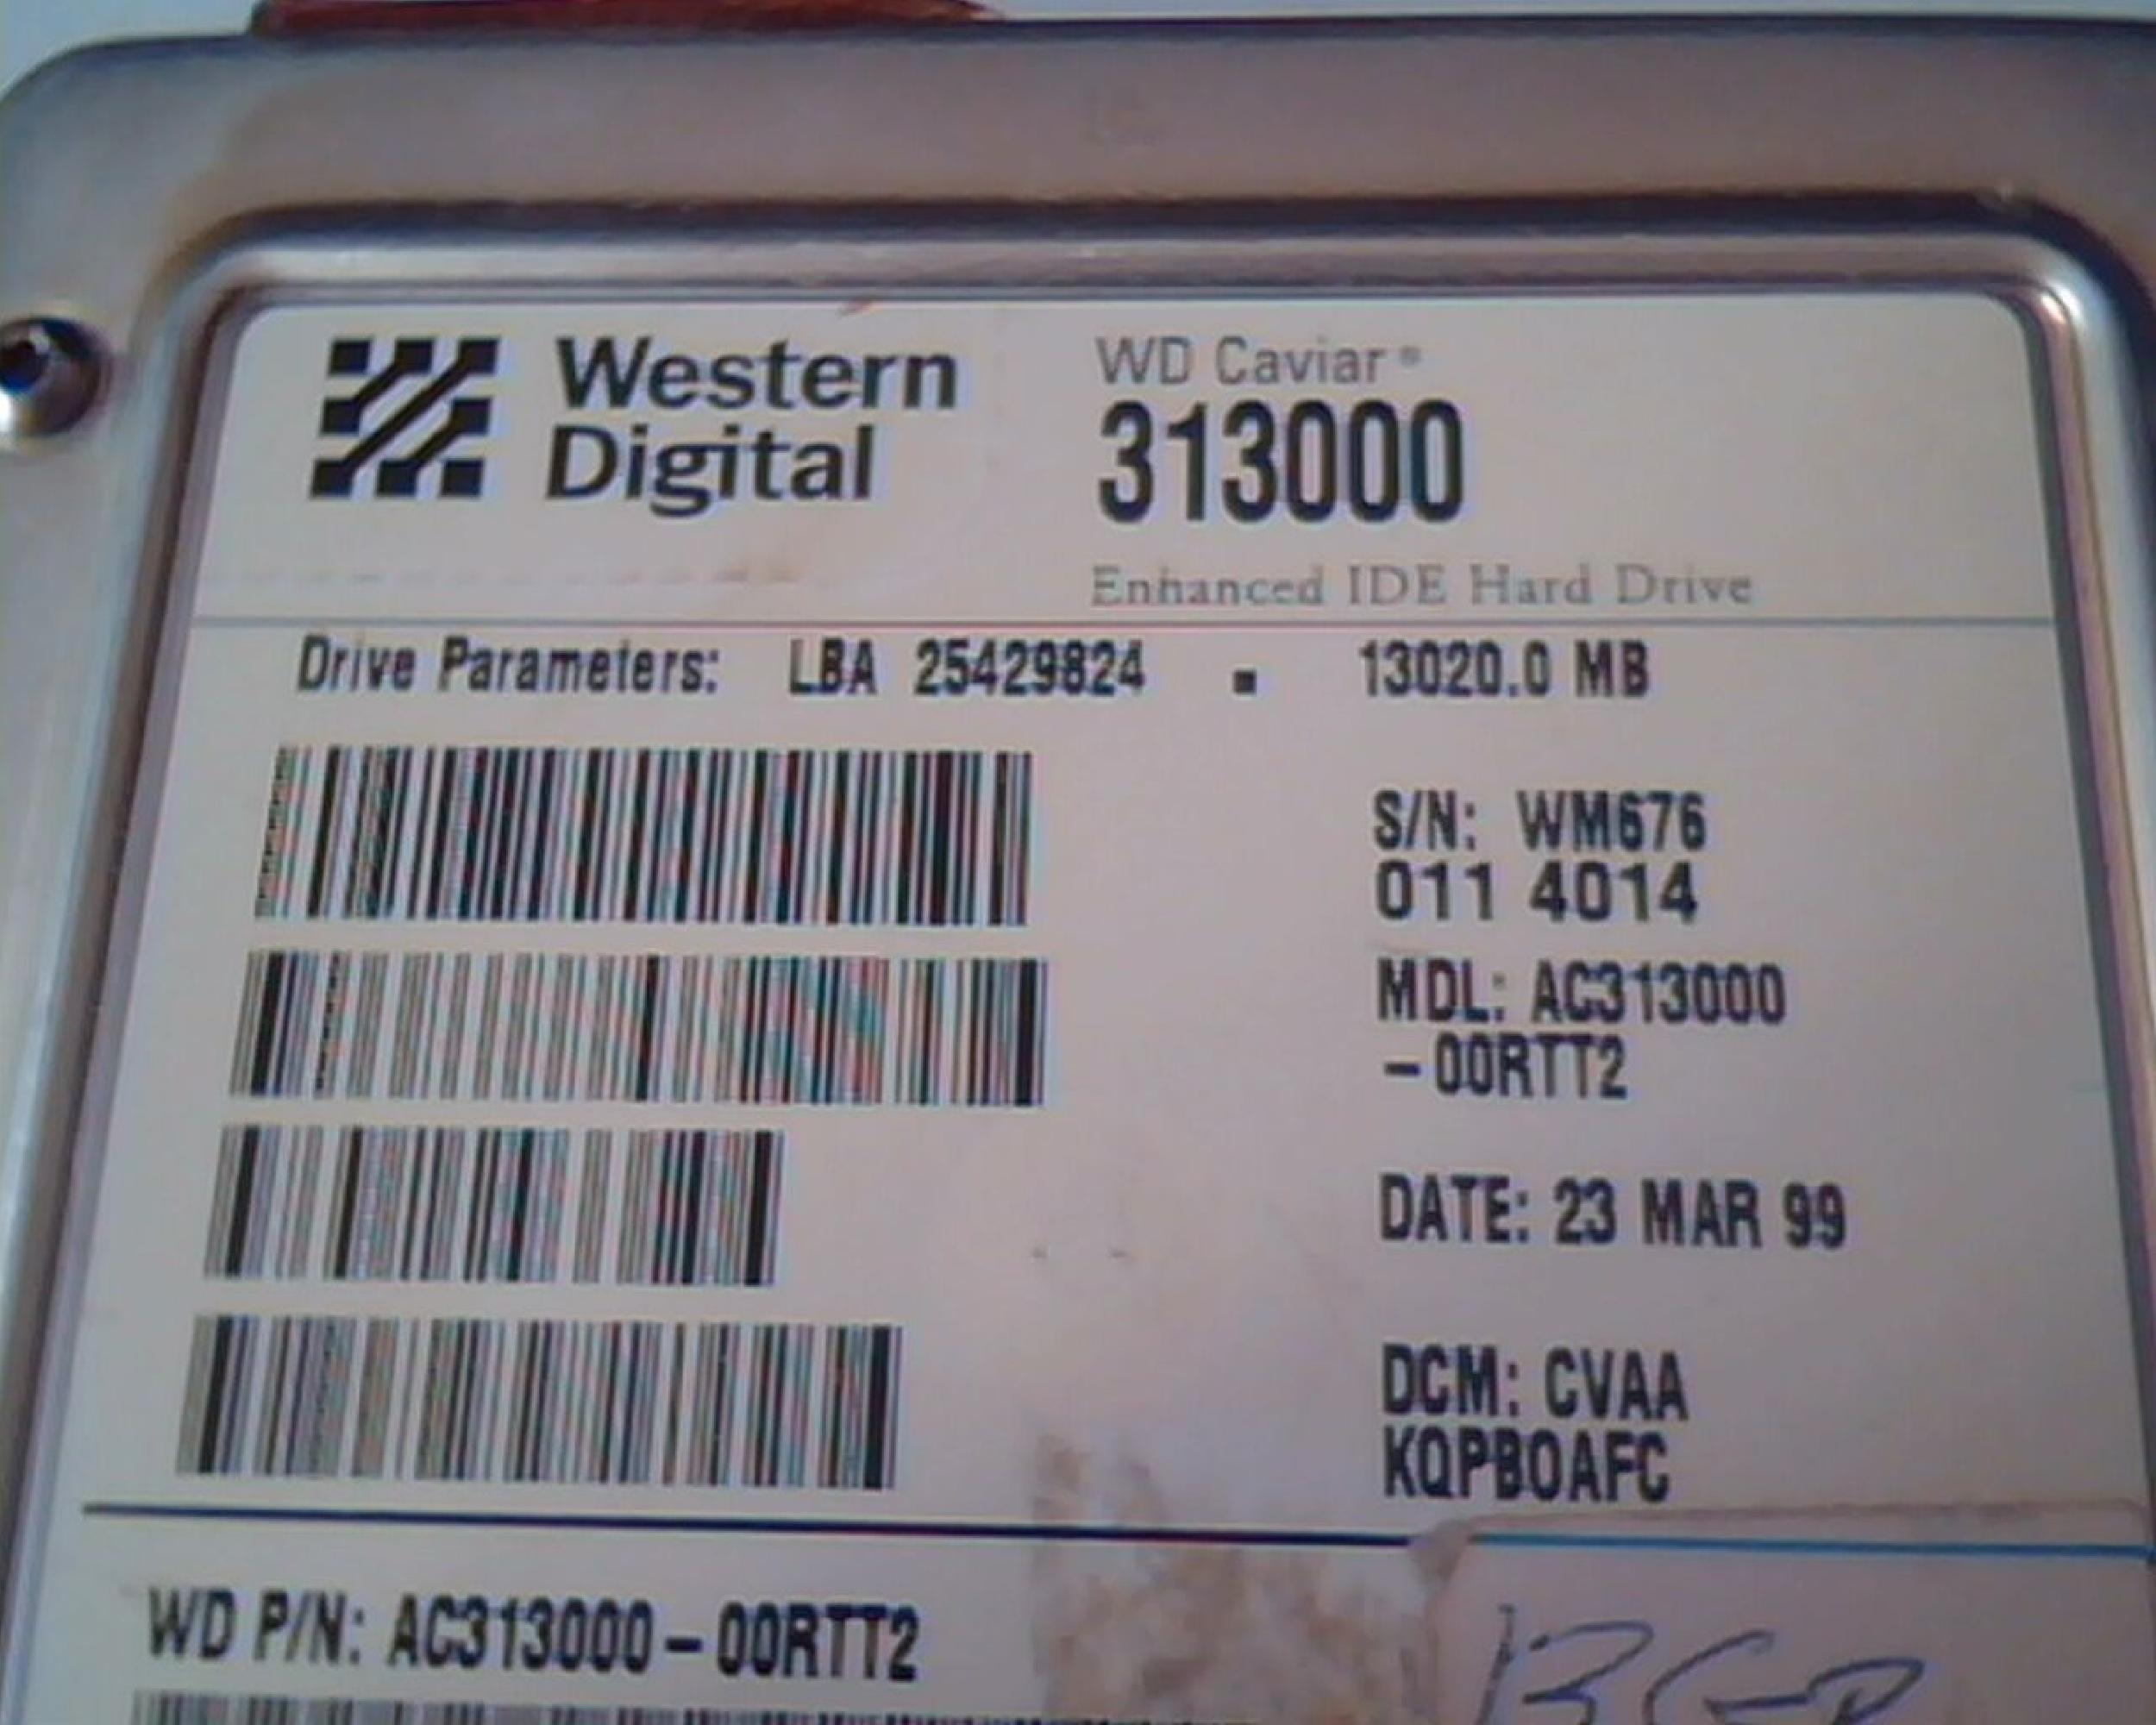 Western
Digital
WD Caviar®
313000
Enhanced IDE Hard Drive
Drive Parameters: LBA 25429824 ▪ 13020.0 MB
S/N: WM676
011 4014
MDL: AC313000
-00RTT2
DATE: 23 MAR 99
DCM: CVAA
KQPBOAFC
WD P/N: AC313000-00RTT2